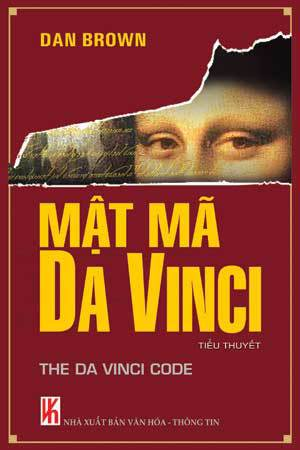 DAN BROWN
MẬT MÃ
DA VINCI
TIỂU THUYẾT
THE DA VINCI CODE
NHÀ XUẤT BẢN VĂN HÓA - THÔNG TIN